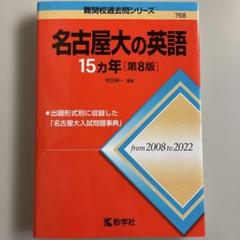 難関校過去問シリーズ
768
名古屋大の英語
15カ年[第8版]
◆出題形式別に収録した
「名古屋大入試問題事典」
from 2008 to 2022
教学社